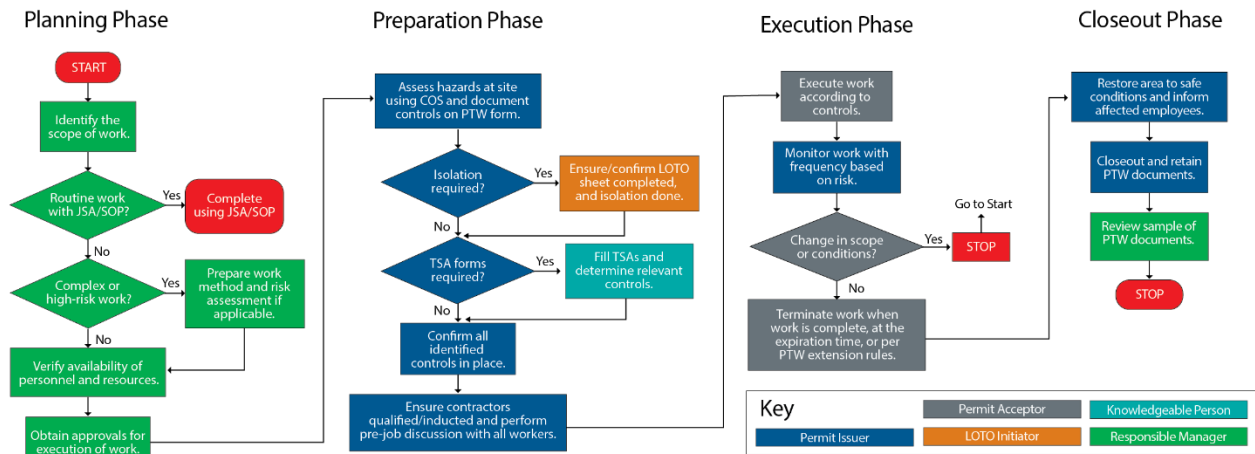 Planning Phase
START
Identify the
scope of work.
Routine work
with JSA/SOP?
Yes
Complete
using JSA/SOP
No
Complex or
high-risk work?
Yes
Prepare work
method and risk
assessment if
applicable.
No
Verify availability of
personnel and resources.
Obtain approvals for
execution of work.
Preparation Phase
Assess hazards at site
using COS and document
controls on PTW form.
Isolation
required?
Yes
Ensure/confirm LOTO
sheet completed,
and isolation done.
No
TSA forms
required?
Yes
Fill TSAs and
determine relevant
controls.
No
Confirm all
identified
controls in place.
Ensure contractors
qualified/inducted and perform
pre-job discussion with all workers.
Execution Phase
Execute work
according to
controls.
Monitor work with
frequency based
on risk.
Change in scope
or conditions?
Yes
STOP
Go to Start
No
Terminate work when
work is complete, at the
expiration time, or per
PTW extension rules.
Closeout Phase
Restore area to safe
conditions and inform
affected employees.
Closeout and retain
PTW documents.
Review sample of
PTW documents.
STOP
Key
Permit Acceptor
Knowledgeable Person
Permit Issuer
LOTO Initiator
Responsible Manager